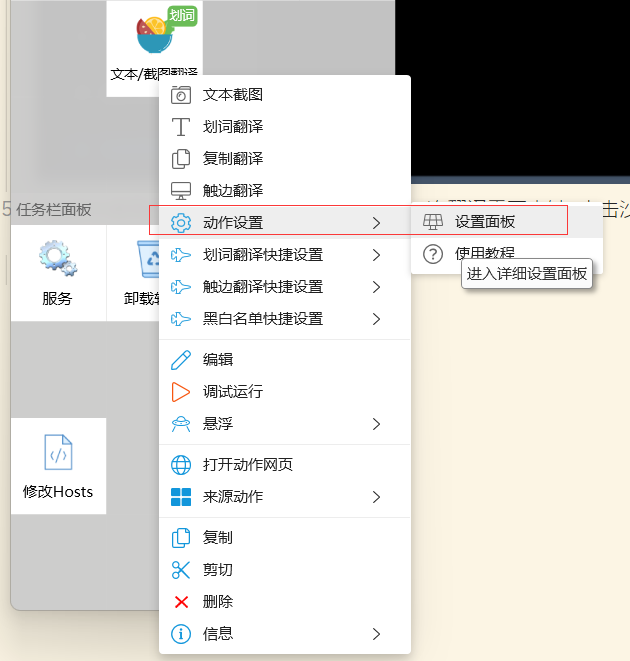 划词
文本/截图翻译
文本截图
划词翻译
复制翻译
触边翻译
5 任务栏面板
动作设置
设置面板
击沙
划词翻译快捷设置
使用教程
进入详细设置面板
触边翻译快捷设置
服务
卸载
黑白名单快捷设置
编辑
调试运行
悬浮
打开动作网页
修改Hosts
来源动作
复制
剪切
删除
信息